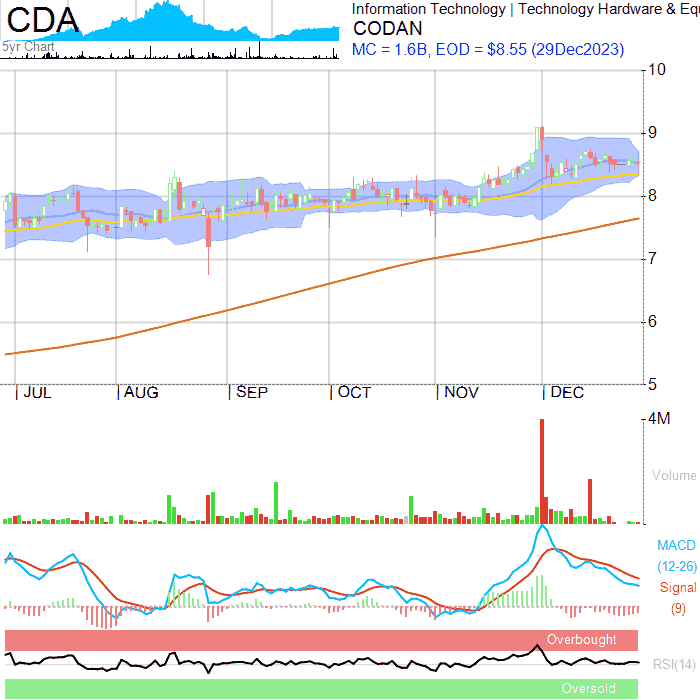 CDA
5yr Chart
Information Technology | Technology Hardware & Equ
CODAN
MC = 1.6B, EOD = $8.55 (29Dec2023)
10
9
8
7
6
5
JUL AUG SEP OCT NOV DEC
4M
Volume
MACD
(12-26)
Signal
(9)
Overbought
RSI(14)
Oversold